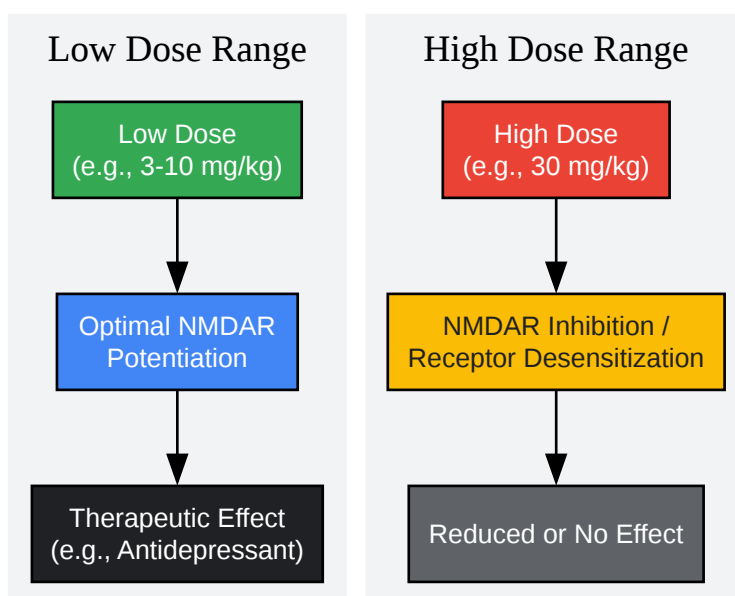 Low Dose Range
Low Dose
(e.g., 3-10 mg/kg)
Optimal NMDAR
Potentiation
Therapeutic Effect
(e.g., Antidepressant)
High Dose Range
High Dose
(e.g., 30 mg/kg)
NMDAR Inhibition /
Receptor Desensitization
Reduced or No Effect